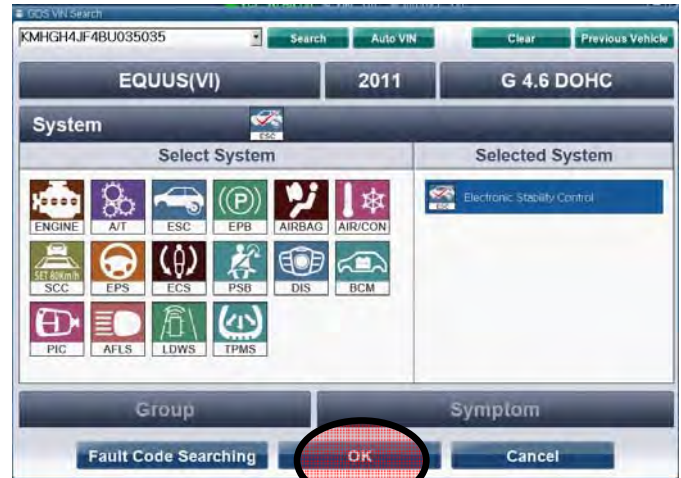 GDS VIN Search
KMHGH4JF4BU035035 Search Auto VIN Clear Previous Vehicle
EQUUS(VI) 2011 G 4.6 DOHC
System ESC
Select System Selected System
ESC Electronic Stability Control
ENGINE A/T ESC EPB AIRBAG AIR/CON
SET 80Km/h
SCC EPS ECS PSB DIS BCM
PIC AFLS LDWS TPMS
Group Symptom
Fault Code Searching OK Cancel